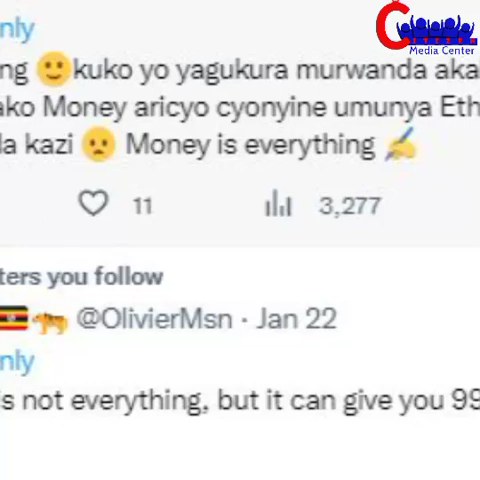 Media Center
nly
ng 🙂kuko yo yagukura murwanda aka
ako Money aricyo cyonyine umunya Eth
la kazi 😟 Money is everything ✍️
11 3,277
ters you follow
🇺🇬🐅 @OlivierMsn · Jan 22
nly
s not everything, but it can give you 99